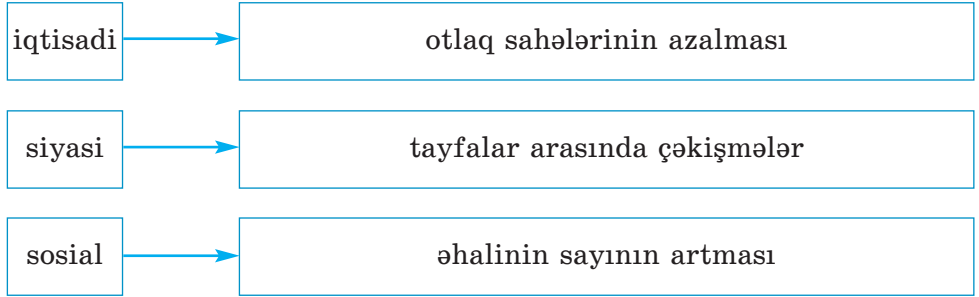 iqtisadi otlaq sahələrinin azalması
siyasi tayfalar arasında çəkişmələr
sosial əhalinin sayının artması